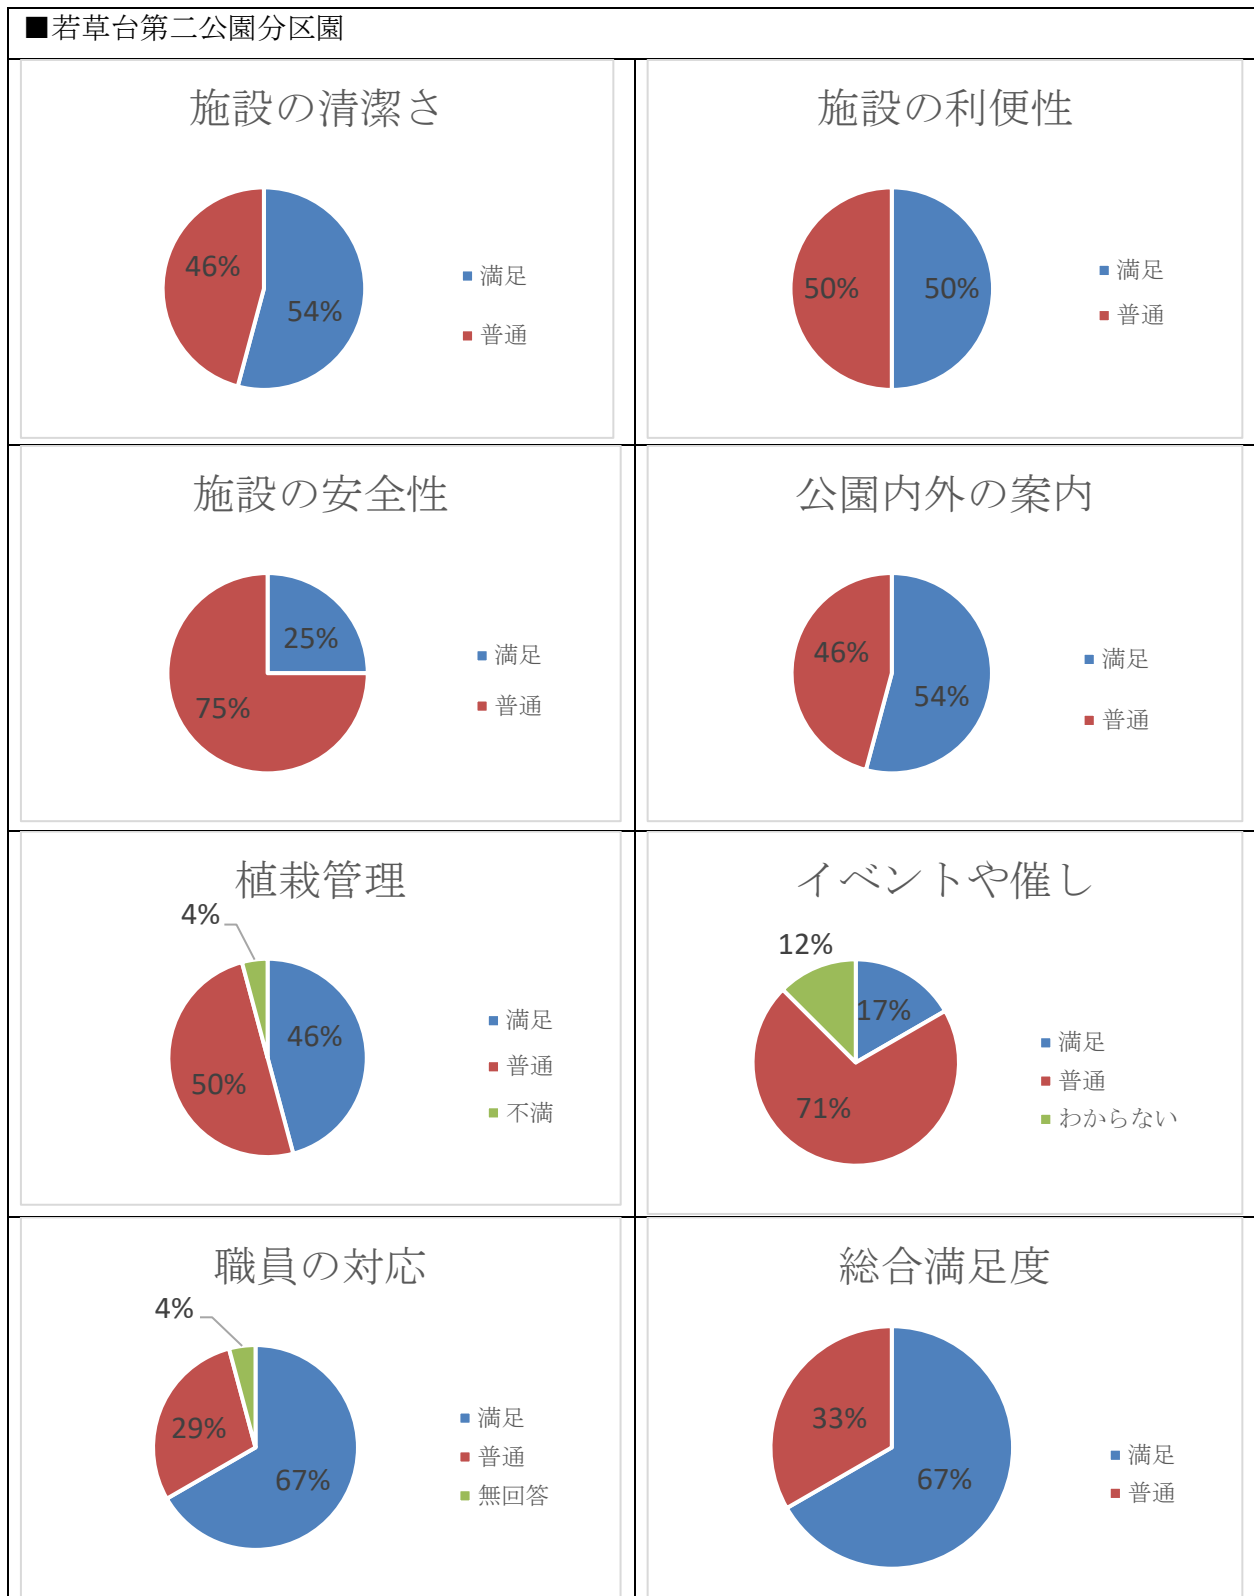 ■若草台第二公園分区園
施設の清潔さ
46%
54%
満足
普通
施設の利便性
50%
50%
満足
普通
施設の安全性
25%
75%
満足
普通
公園内外の案内
46%
54%
満足
普通
植栽管理
4%
46%
50%
満足
普通
不満
イベントや催し
12%
17%
71%
満足
普通
わからない
職員の対応
4%
29%
67%
満足
普通
無回答
総合満足度
33%
67%
満足
普通